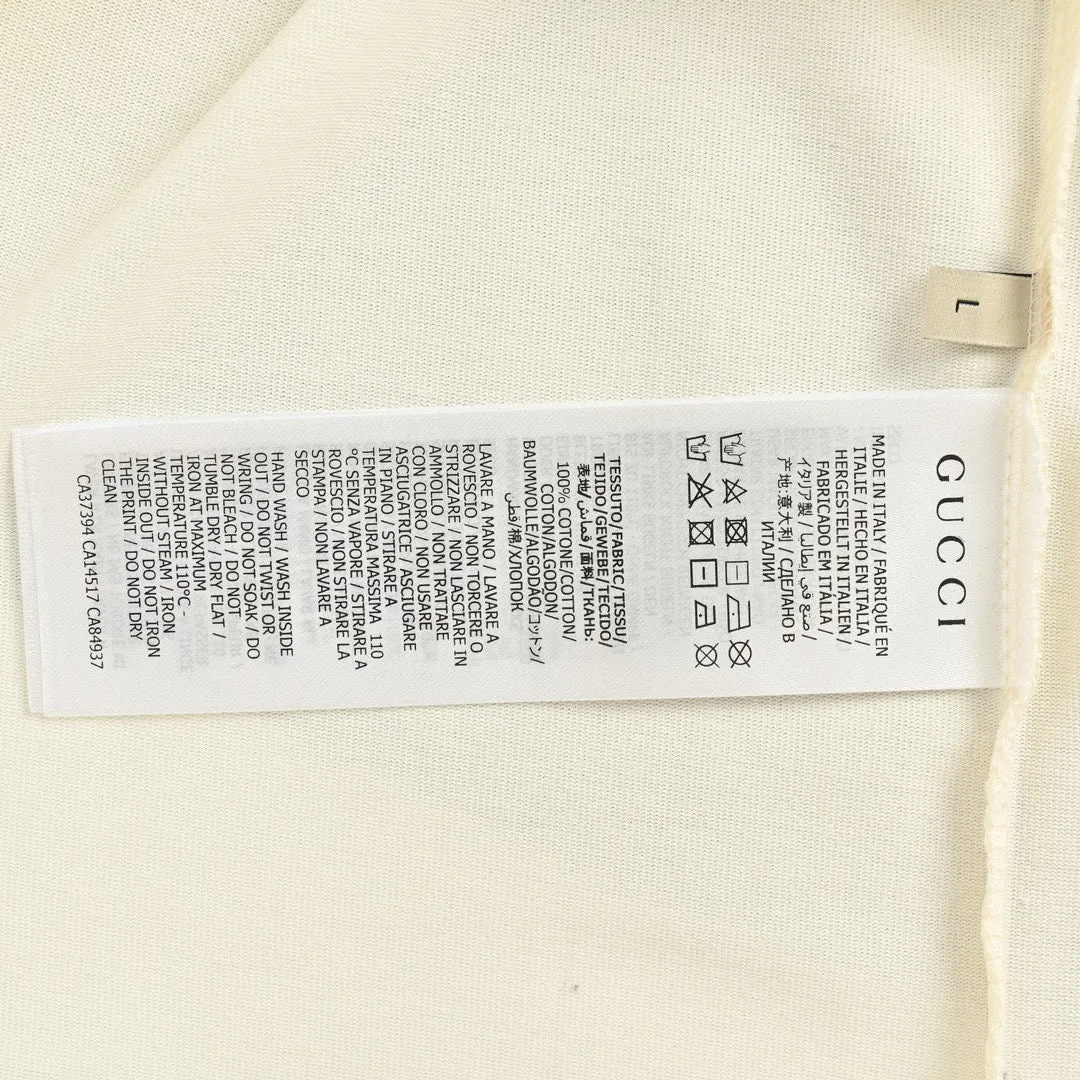 L
GUCCI
MADE IN ITALY / FABRIQUÉ EN
ITALIE / HECHO EN ITALIA /
HERGESTELLT IN ITALIEN /
FABRICADO EM ITÁLIA /
イタリア製 / صنع في إيطاليا /
产地:意大利 / СДЕЛАНО В
ИТАЛИИ
TESSUTO/FABRIC/TISSU/
TEJIDO/GEWEBE/TECIDO/
表地/ قماش/ 面料/ТКАНЬ:
100% COTONE/COTTON/
COTON/ALGODON/
BAUMWOLLE/ALGODÃO/コットン/
قطن/棉/ХЛОПОК
LAVARE A MANO / LAVARE A
ROVESCIO / NON TORCERE O
STRIZZARE / NON LASCIARE IN
AMMOLLO / NON TRATTARE
CON CLORO / NON USARE
ASCIUGATRICE / ASCIUGARE
IN PIANO / STIRARE A
TEMPERATURA MASSIMA 110
°C SENZA VAPORE / STIRARE A
ROVESCIO / NON STIRARE LA
STAMPA / NON LAVARE A
SECCO
HAND WASH / WASH INSIDE
OUT / DO NOT TWIST OR
WRING / DO NOT SOAK / DO
NOT BLEACH / DO NOT
TUMBLE DRY / DRY FLAT /
IRON AT MAXIMUM
TEMPERATURE 110°C -
WITHOUT STEAM / IRON
INSIDE OUT / DO NOT IRON
THE PRINT / DO NOT DRY
CLEAN
CA37394 CA14517 CA84937